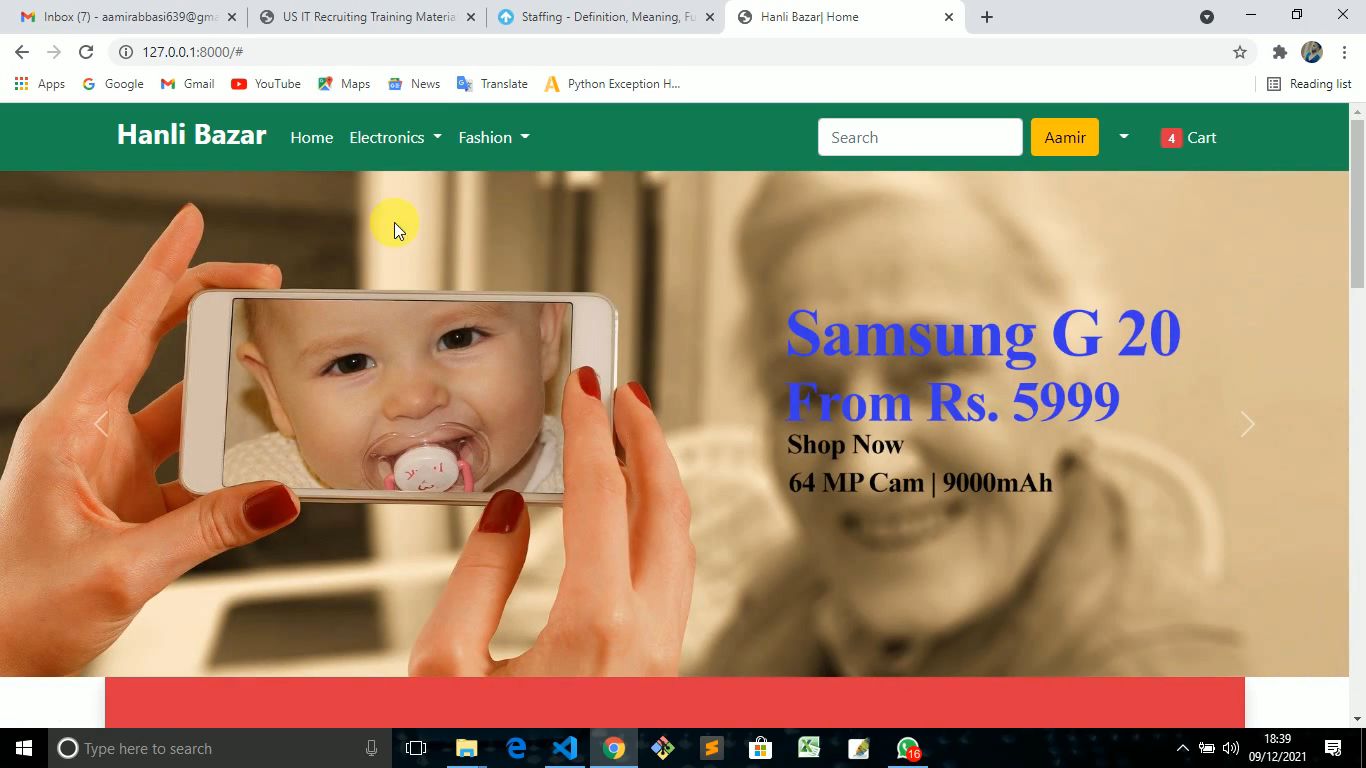 Inbox (7) - aamirabbasi639@gma
US IT Recruiting Training Materia
Staffing - Definition, Meaning, Fu
Hanli Bazar| Home
127.0.0.1:8000/#
Apps
Google
Gmail
YouTube
Maps
News
Translate
Python Exception H...
Reading list
Hanli Bazar
Home
Electronics
Fashion
Search
Aamir
4 Cart
Samsung G 20
From Rs. 5999
Shop Now
64 MP Cam | 9000mAh
Type here to search
16
18:39
09/12/2021